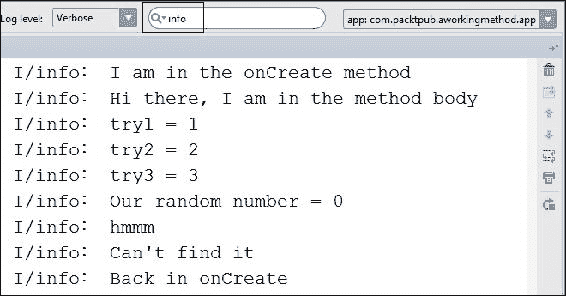 Log level: Verbose info app: com.packtpub.aworkingmethod.app
I/info: I am in the onCreate method
I/info: Hi there, I am in the method body
I/info: try1 = 1
I/info: try2 = 2
I/info: try3 = 3
I/info: Our random number = 0
I/info: hmmm
I/info: Can't find it
I/info: Back in onCreate